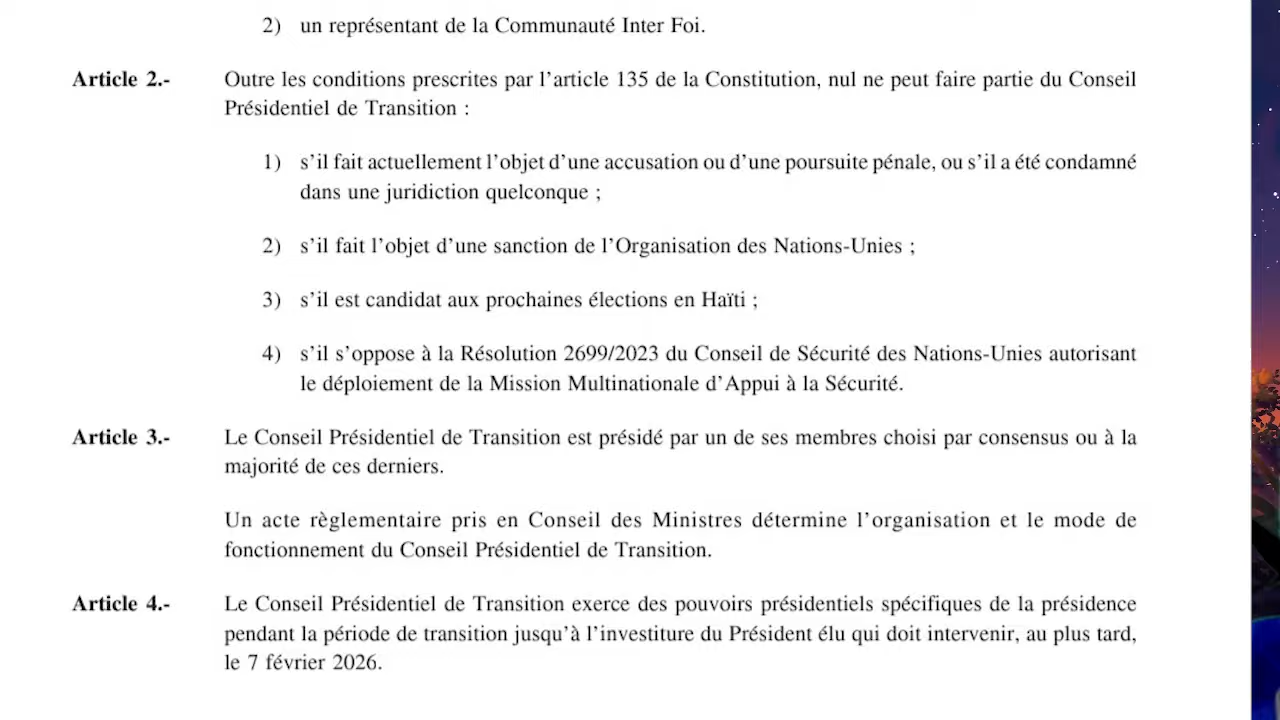 2) un représentant de la Communauté Inter Foi.
Article 2.- Outre les conditions prescrites par l’article 135 de la Constitution, nul ne peut faire partie du Conseil
Présidentiel de Transition :
1) s’il fait actuellement l’objet d’une accusation ou d’une poursuite pénale, ou s’il a été condamné
dans une juridiction quelconque ;
2) s’il fait l’objet d’une sanction de l’Organisation des Nations-Unies ;
3) s’il est candidat aux prochaines élections en Haïti ;
4) s’il s’oppose à la Résolution 2699/2023 du Conseil de Sécurité des Nations-Unies autorisant
le déploiement de la Mission Multinationale d’Appui à la Sécurité.
Article 3.- Le Conseil Présidentiel de Transition est présidé par un de ses membres choisi par consensus ou à la
majorité de ces derniers.
Un acte règlementaire pris en Conseil des Ministres détermine l’organisation et le mode de
fonctionnement du Conseil Présidentiel de Transition.
Article 4.- Le Conseil Présidentiel de Transition exerce des pouvoirs présidentiels spécifiques de la présidence
pendant la période de transition jusqu’à l’investiture du Président élu qui doit intervenir, au plus tard,
le 7 février 2026.